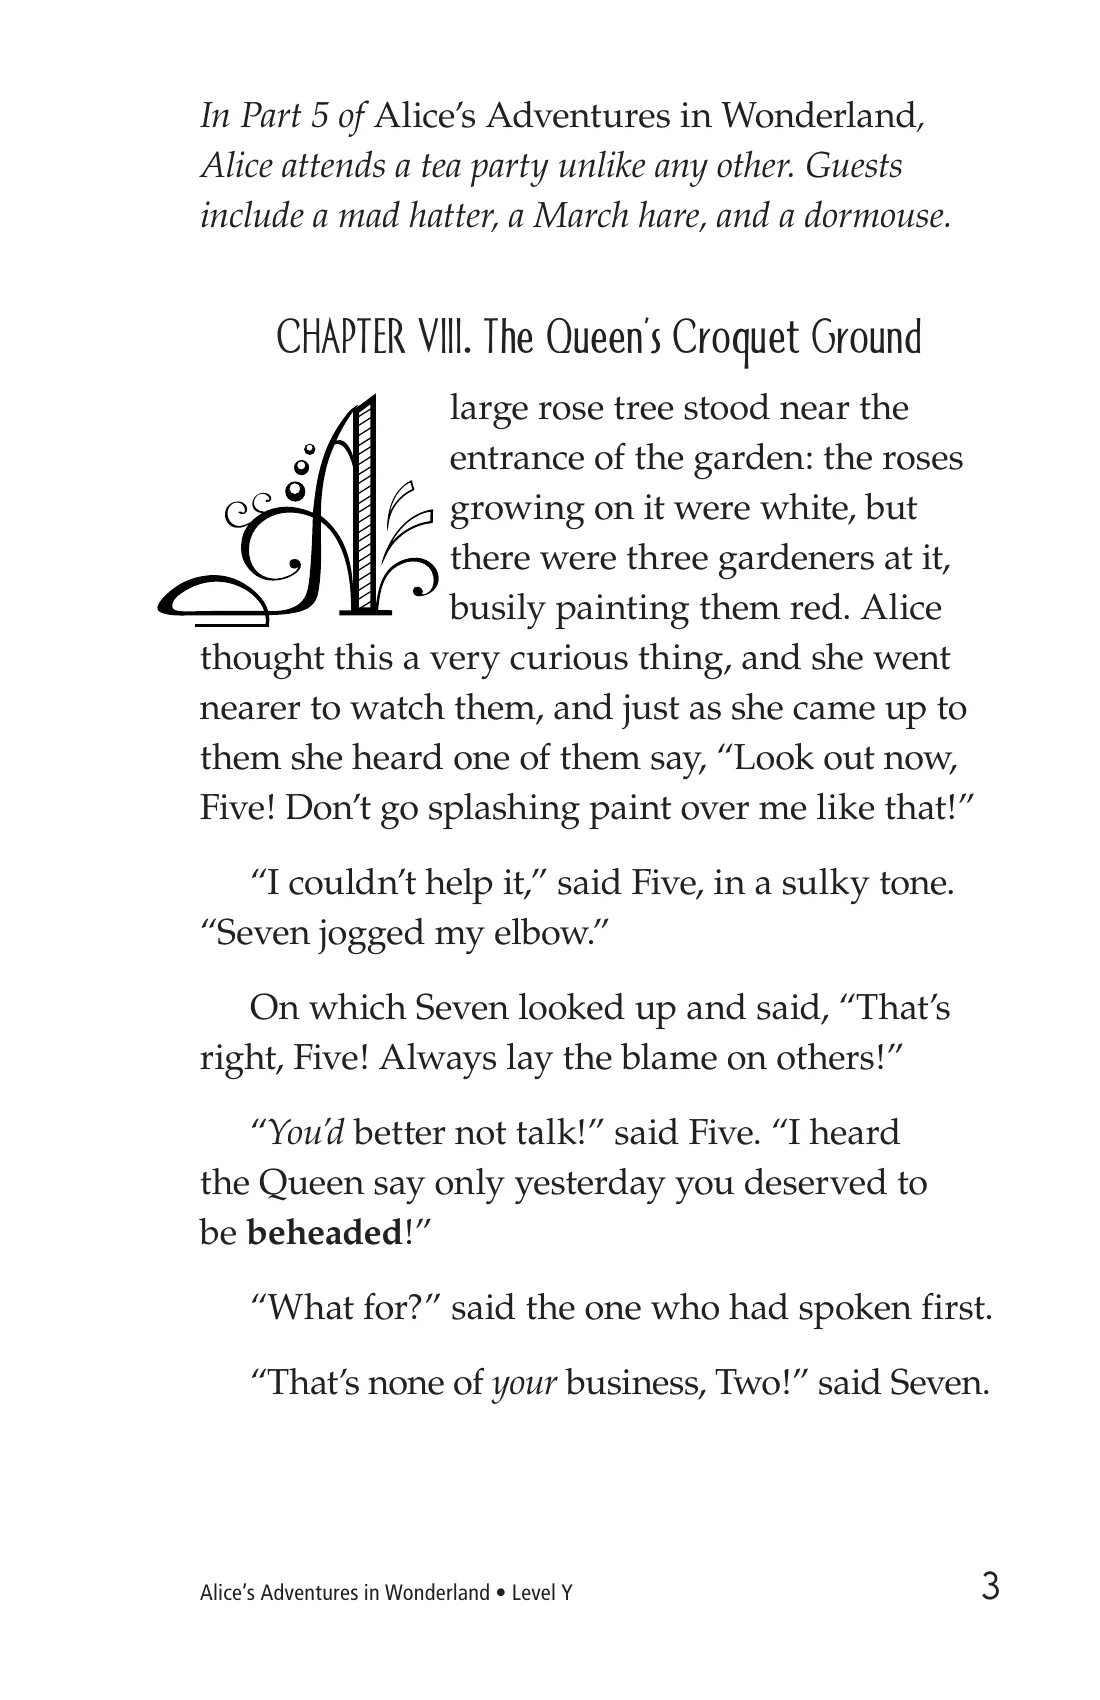 In Part 5 of Alice’s Adventures in Wonderland,
Alice attends a tea party unlike any other. Guests
include a mad hatter, a March hare, and a dormouse.
CHAPTER VIII. The Queen’s Croquet Ground
A large rose tree stood near the
entrance of the garden: the roses
growing on it were white, but
there were three gardeners at it,
busily painting them red. Alice
thought this a very curious thing, and she went
nearer to watch them, and just as she came up to
them she heard one of them say, “Look out now,
Five! Don’t go splashing paint over me like that!”
“I couldn’t help it,” said Five, in a sulky tone.
“Seven jogged my elbow.”
On which Seven looked up and said, “That’s
right, Five! Always lay the blame on others!”
“You’d better not talk!” said Five. “I heard
the Queen say only yesterday you deserved to
be beheaded!”
“What for?” said the one who had spoken first.
“That’s none of your business, Two!” said Seven.
Alice’s Adventures in Wonderland • Level Y
3